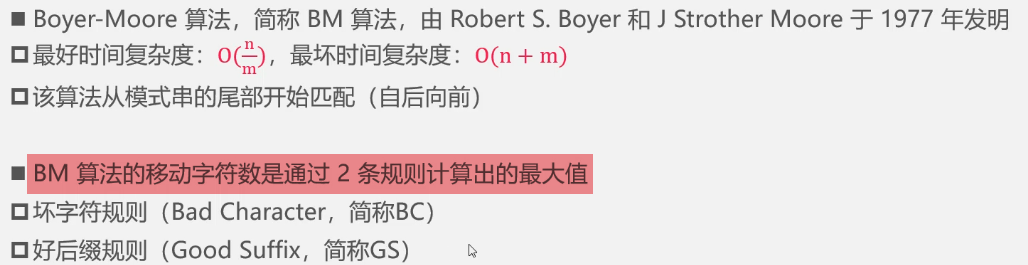 ■ Boyer-Moore 算法，简称 BM 算法，由 Robert S. Boyer 和 J Strother Moore 于 1977 年发明
□ 最好时间复杂度：O(n/m)，最坏时间复杂度：O(n + m)
□ 该算法从模式串的尾部开始匹配（自后向前）
■ BM 算法的移动字符数是通过 2 条规则计算出的最大值
□ 坏字符规则（Bad Character，简称BC）
□ 好后缀规则（Good Suffix，简称GS）